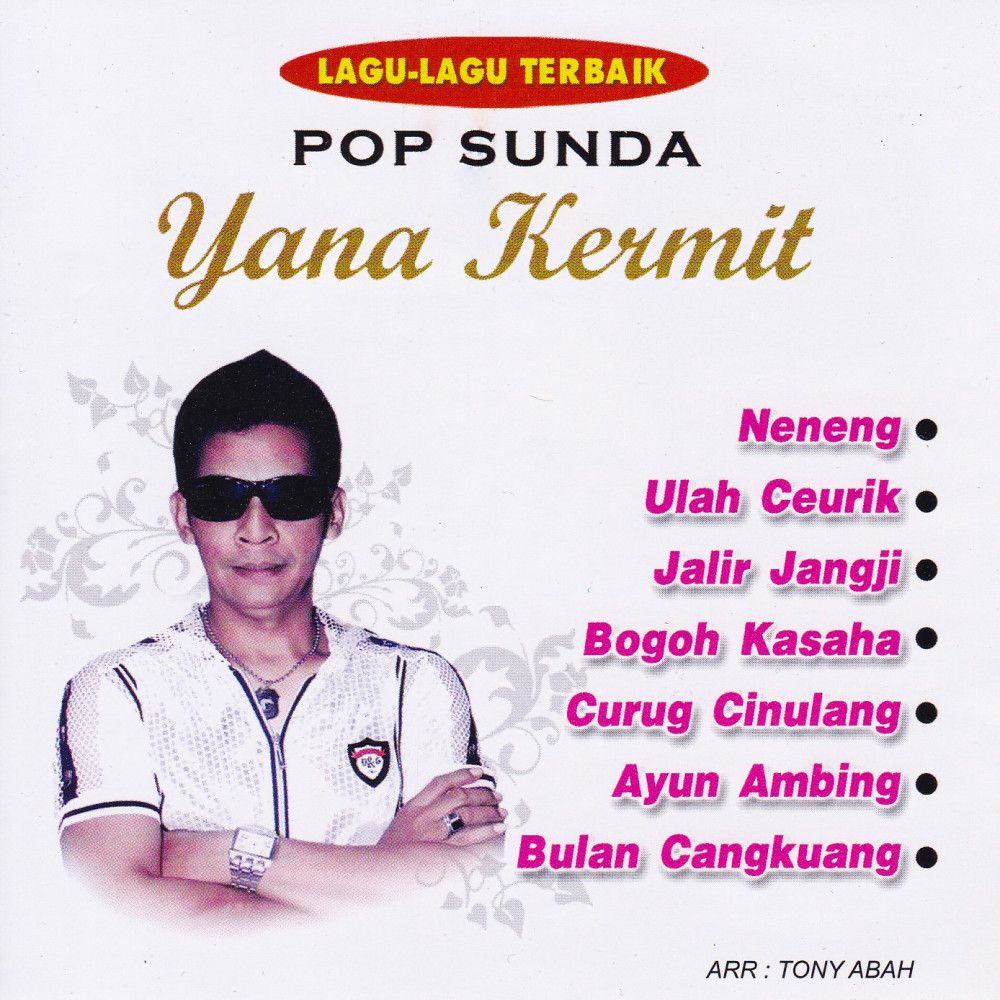 LAGU-LAGU TERBAIK
POP SUNDA
Yana Kermit
Neneng
Ulah Ceurik
Jalir Jangji
Bogoh Kasaha
Curug Cinulang
Ayun Ambing
Bulan Cangkuang
ARR : TONY ABAH